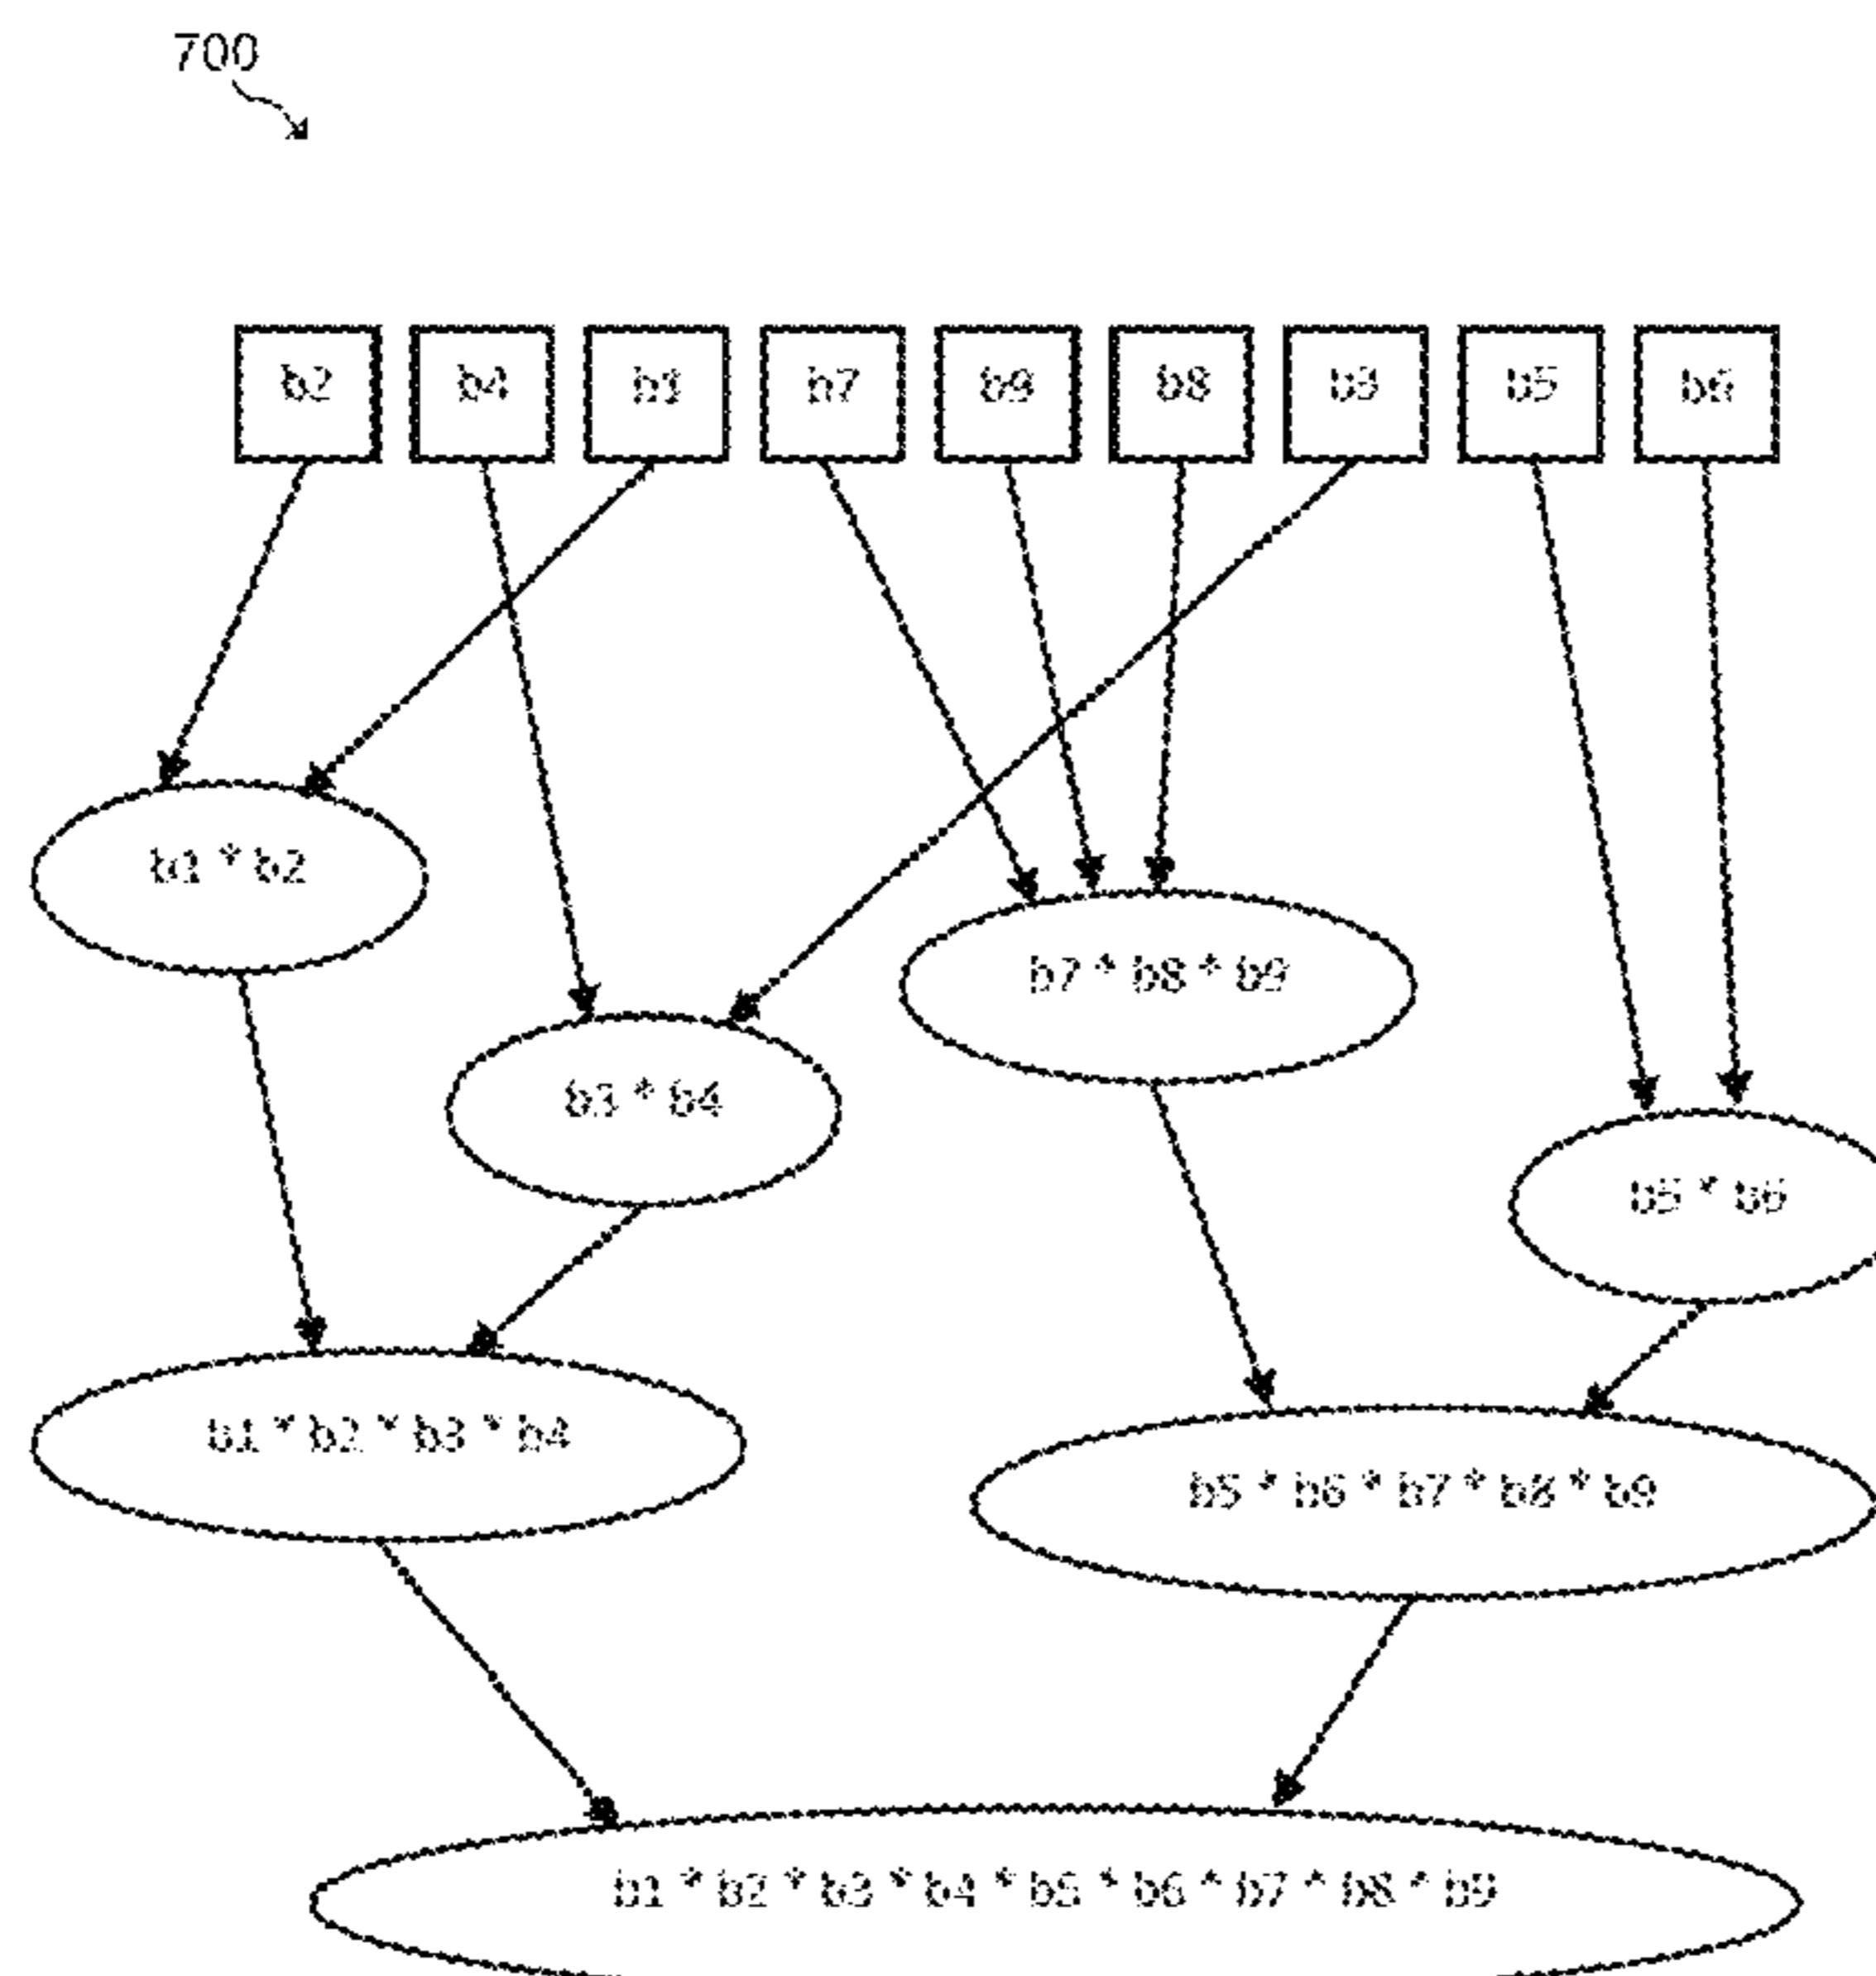 700
b2 b4 b1 b7 b9 b8 b3 b5 b6
b1 * b2
b7 * b8 * b9
b3 * b4
b5 * b6
b1 * b2 * b3 * b4
b5 * b6 * b7 * b8 * b9
b1 * b2 * b3 * b4 * b5 * b6 * b7 * b8 * b9